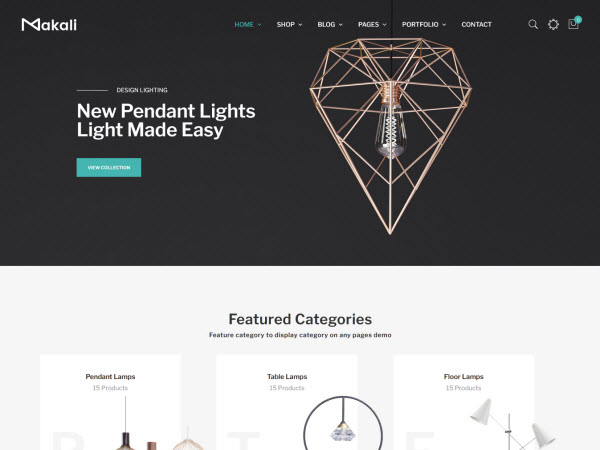 Makali
HOME SHOP BLOG PAGES PORTFOLIO CONTACT
0
DESIGN LIGHTING
New Pendant Lights
Light Made Easy
VIEW COLLECTION
Featured Categories
Feature category to display category on any pages demo
Pendant Lamps
15 Products
Table Lamps
15 Products
Floor Lamps
15 Products
P
T
F